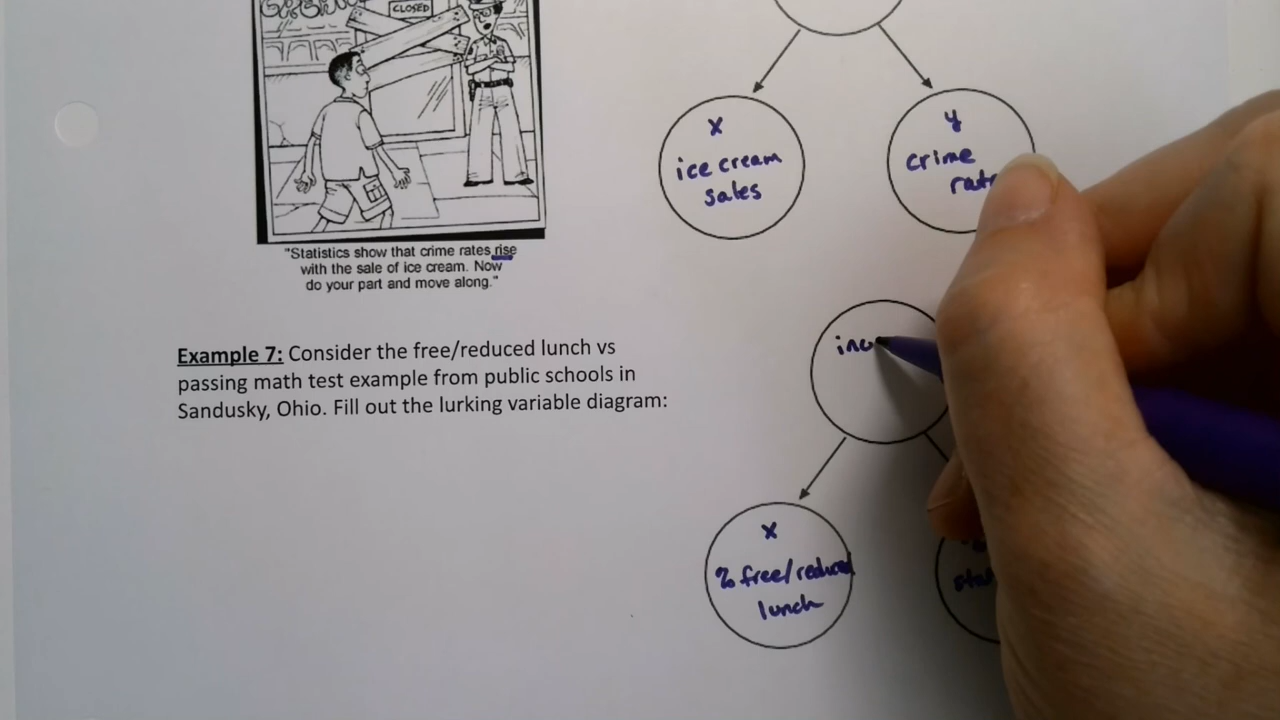 CLOSED
x
ice cream
sales
y
crime
"Statistics show that crime rates rise
with the sale of ice cream. Now
do your part and move along."
Example 7: Consider the free/reduced lunch vs
passing math test example from public schools in
Sandusky, Ohio. Fill out the lurking variable diagram:
x
% free/reduced
lunch